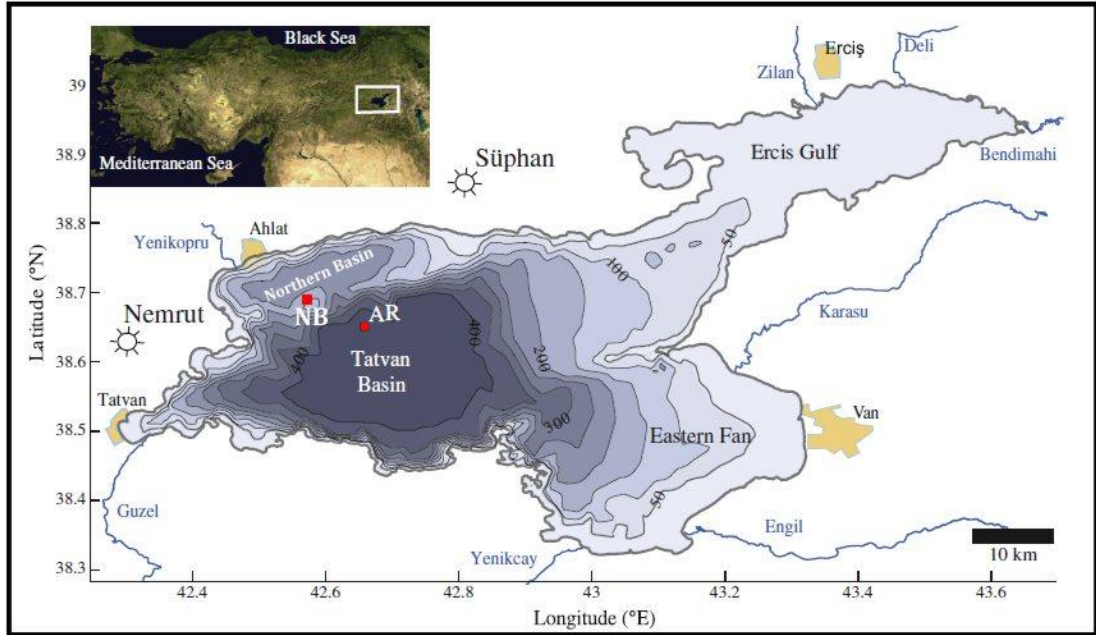 Black Sea
Mediterranean Sea
Erciş
Deli
Zilan
Ercis Gulf
Bendimahi
Süphan
Ahlat
Yenikopru
Northern Basin
NB
AR
Nemrut
Tatvan
Basin
Tatvan
Karasu
Van
Eastern Fan
Guzel
Yenikcay
Engil
10 km
50
100
200
300
400
400
50
39
38.9
38.8
38.7
38.6
38.5
38.4
38.3
Latitude (°N)
42.4
42.6
42.8
43
43.2
43.4
43.6
Longitude (°E)